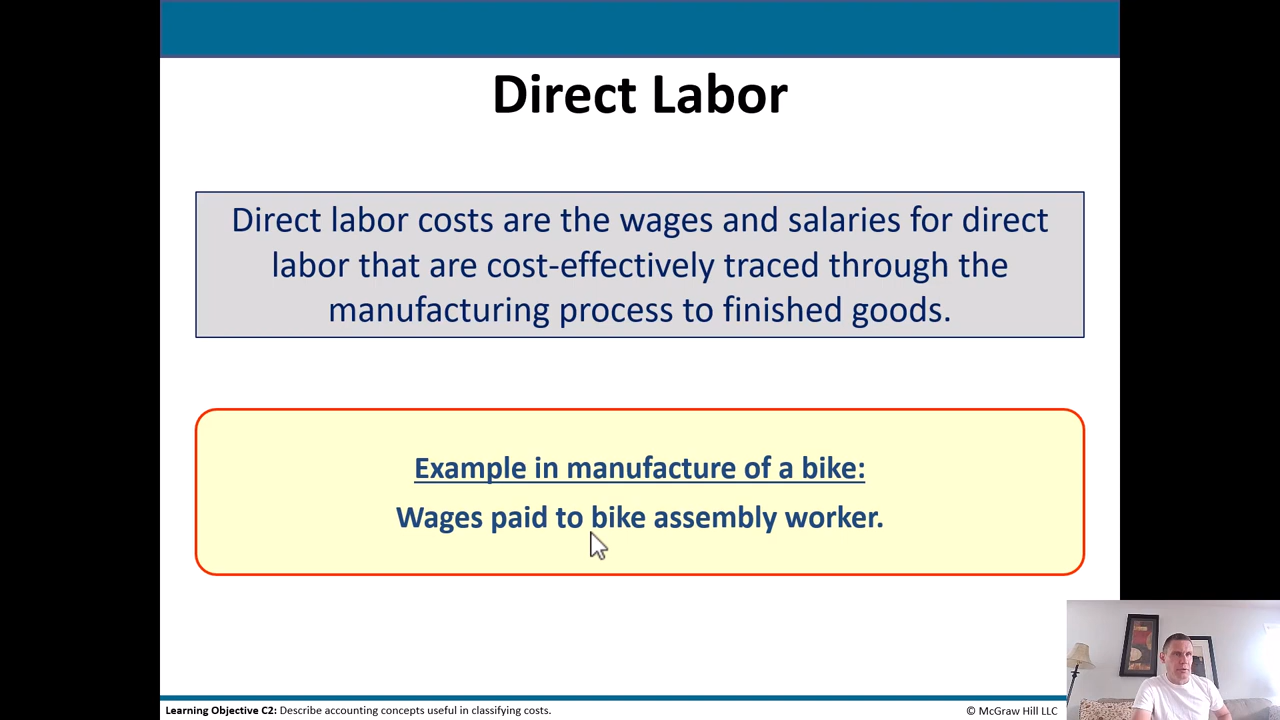 Direct Labor
Direct labor costs are the wages and salaries for direct
labor that are cost-effectively traced through the
manufacturing process to finished goods.
Example in manufacture of a bike:
Wages paid to bike assembly worker.
Learning Objective C2: Describe accounting concepts useful in classifying costs.
© McGraw Hill LLC